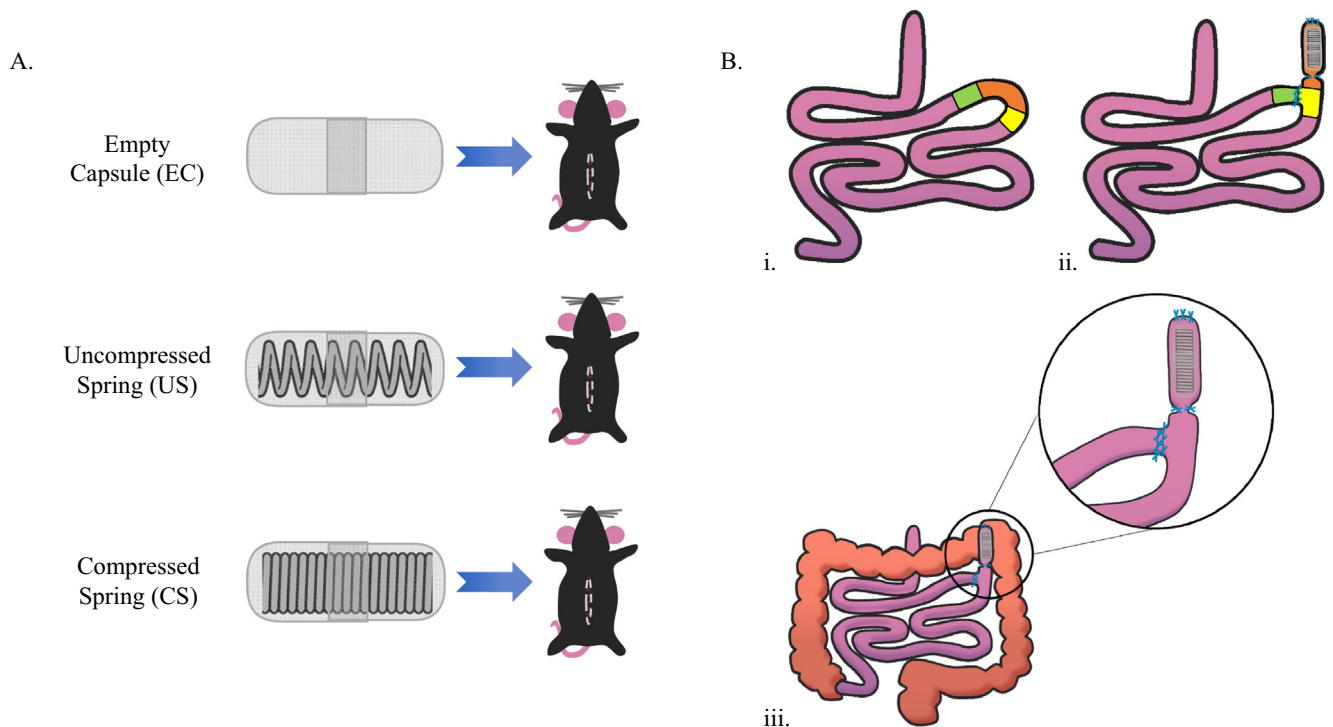 A.
Empty
Capsule (EC)
Uncompressed
Spring (US)
Compressed
Spring (CS)
B.
i.
ii.
iii.